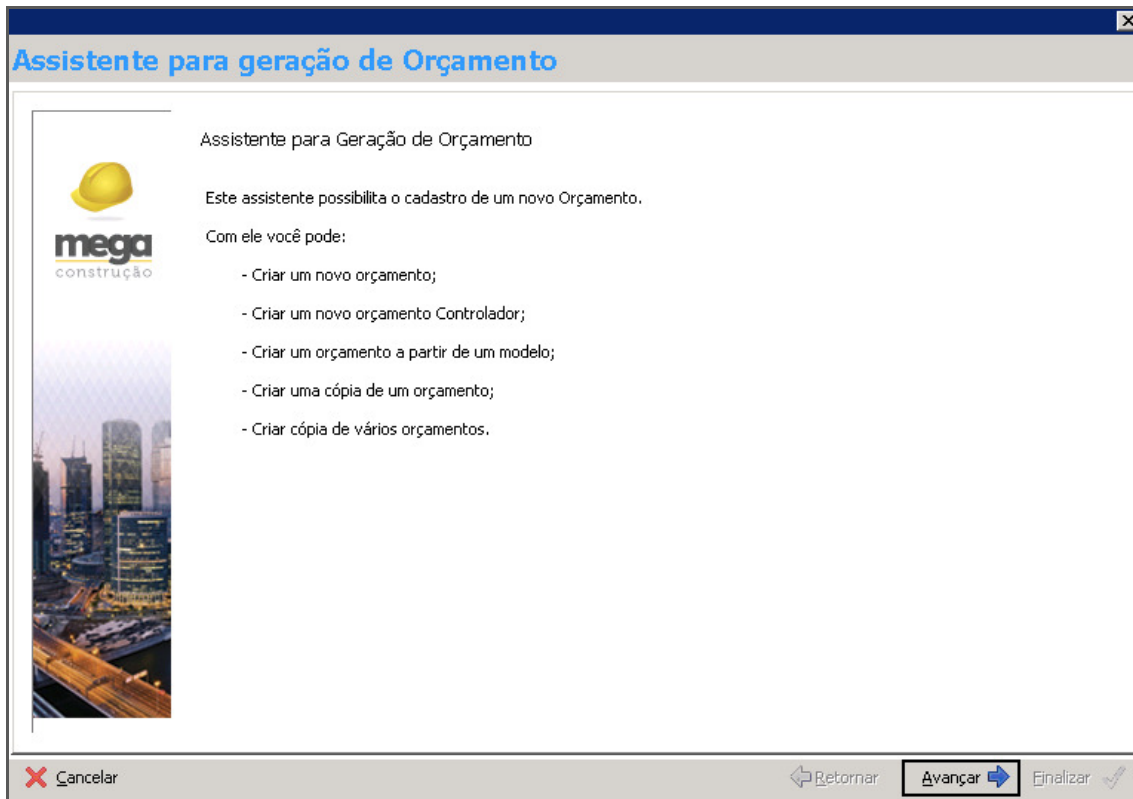 Assistente para geração de Orçamento
Assistente para Geração de Orçamento
mega
construção
Este assistente possibilita o cadastro de um novo Orçamento.
Com ele você pode:
- Criar um novo orçamento;
- Criar um novo orçamento Controlador;
- Criar um orçamento a partir de um modelo;
- Criar uma cópia de um orçamento;
- Criar cópia de vários orçamentos.
Cancelar
Retornar
Avançar
Finalizar